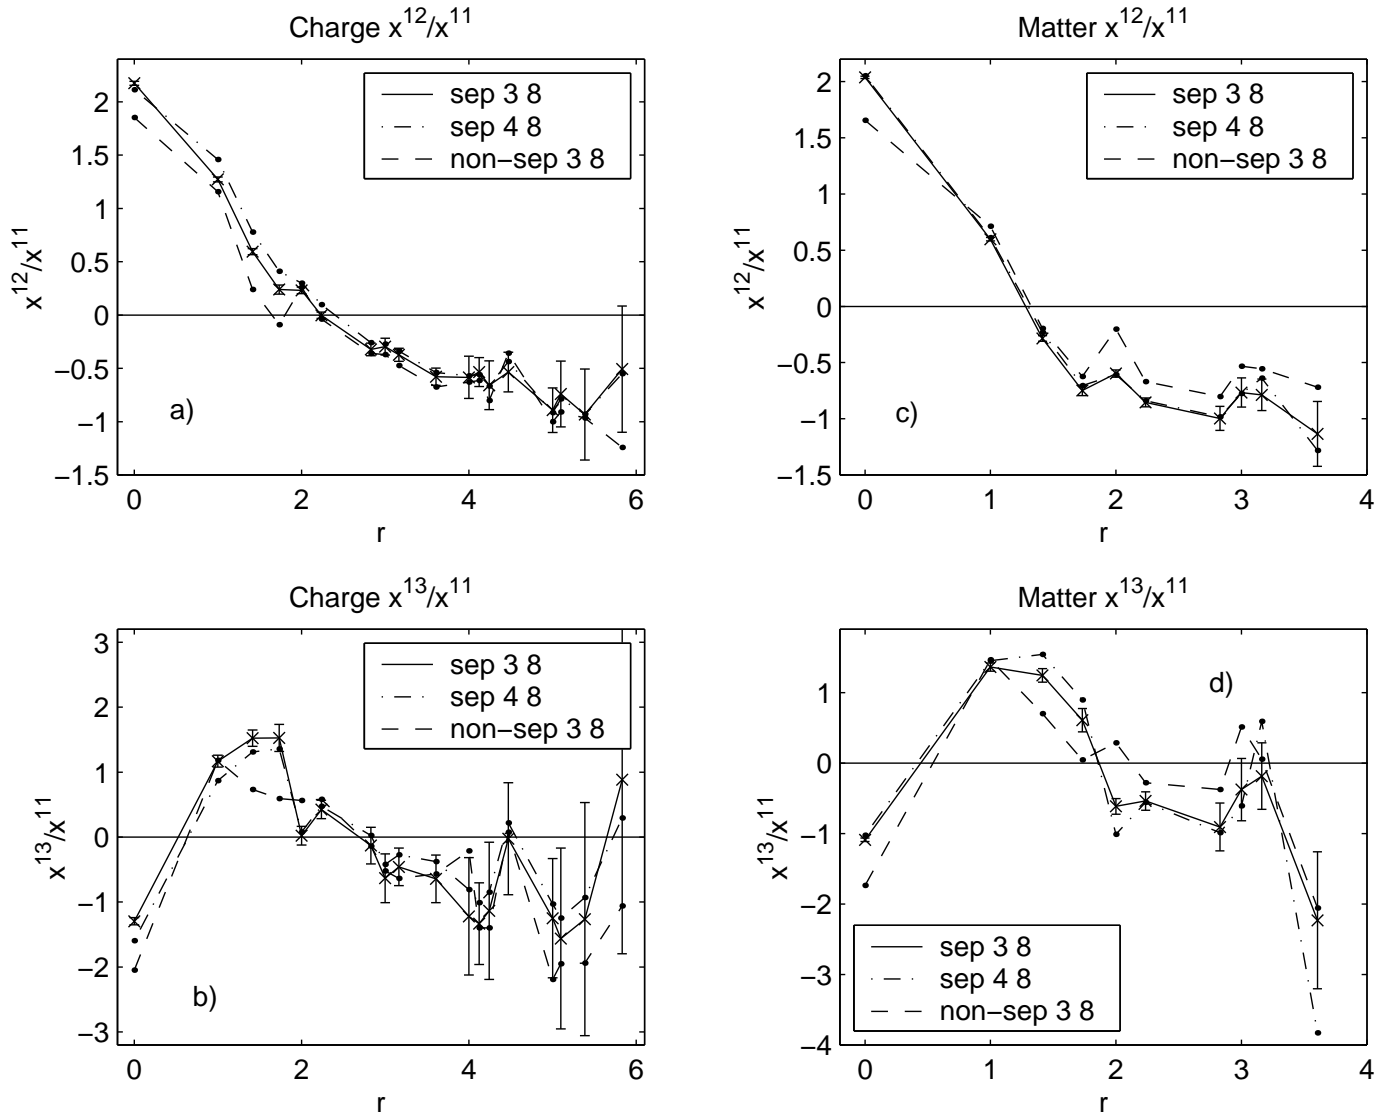 Charge x^12/x^11
2
1.5
1
0.5
0
−0.5
−1
−1.5
x^12/x^11
sep 3 8
sep 4 8
non−sep 3 8
a)
0 2 4 6
r
Matter x^12/x^11
2
1.5
1
0.5
0
−0.5
−1
−1.5
x^12/x^11
sep 3 8
sep 4 8
non−sep 3 8
c)
0 1 2 3 4
r
Charge x^13/x^11
3
2
1
0
−1
−2
−3
x^13/x^11
sep 3 8
sep 4 8
non−sep 3 8
b)
0 2 4 6
r
Matter x^13/x^11
1
0
−1
−2
−3
−4
x^13/x^11
d)
sep 3 8
sep 4 8
non−sep 3 8
0 1 2 3 4
r